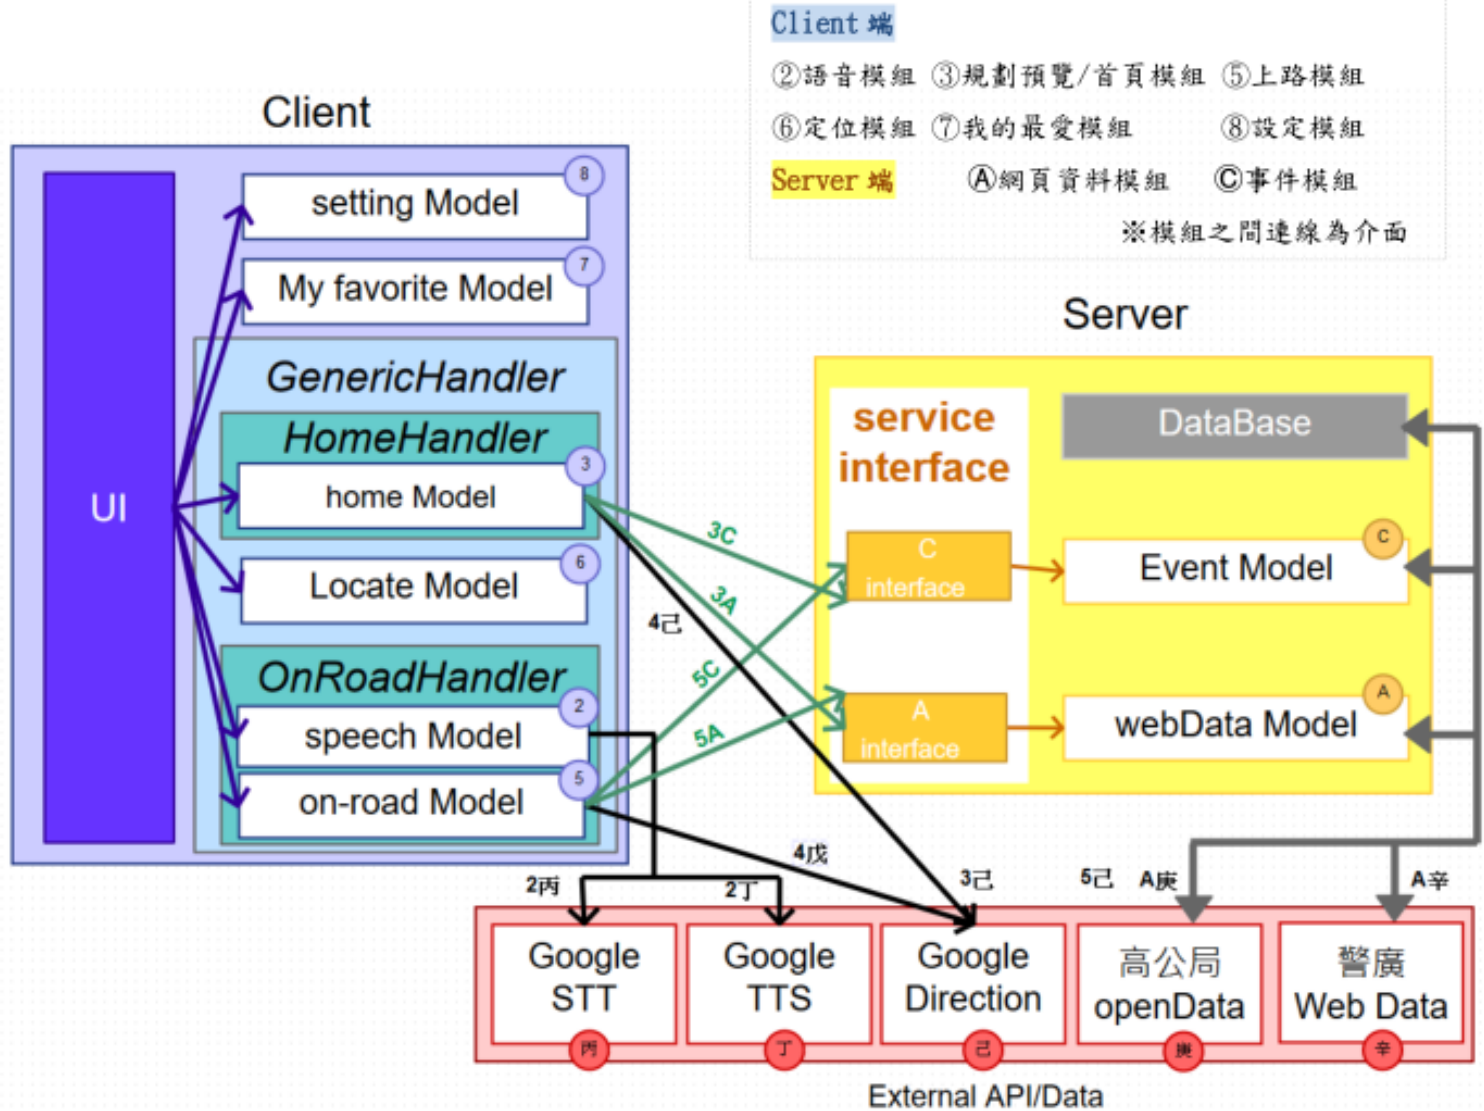 Client 端
②語音模組 ③規劃預覽/首頁模組 ⑤上路模組
⑥定位模組 ⑦我的最愛模組 ⑧設定模組
Server 端 Ⓐ網頁資料模組 Ⓒ事件模組
※模組之間連線為介面
Client
UI
setting Model
8
My favorite Model
7
GenericHandler
HomeHandler
home Model
3
Locate Model
6
OnRoadHandler
speech Model
2
on-road Model
5
3C
3A
4己
5C
5A
4戊
2丙
2丁
3己
5己
A庚
A辛
Server
service
interface
C
interface
A
interface
DataBase
Event Model
C
webData Model
A
Google
STT
丙
Google
TTS
丁
Google
Direction
己
高公局
openData
庚
警廣
Web Data
辛
External API/Data